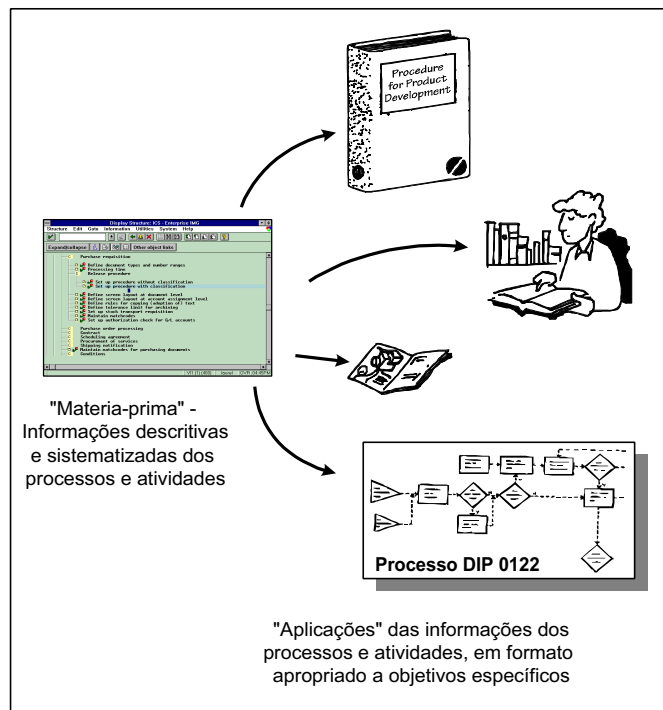 Procedure
for Product
Development
Display Structure: ICS - Enterprise IMG
Structure Edit Goto Information Utilities System Help
Expand/collapse Other object links
Purchase requisition
Define document types and number ranges
Processing time
Release procedure
Set up procedure without classification
Set up procedure with classification
Define screen layout at document level
Define screen layout at account assignment level
Define rules for copying (adoption of) text
Define tolerance limit for archiving
Set up stock transport requisition
Maintain matchcodes
Set up authorization check for G/L accounts
Purchase order processing
Contract
Scheduling agreement
Procurement of services
Shipping notification
Maintain matchcodes for purchasing documents
Conditions
"Materia-prima" -
Informações descritivas
e sistematizadas dos
processos e atividades
Processo DIP 0122
"Aplicações" das informações dos
processos e atividades, em formato
apropriado a objetivos específicos